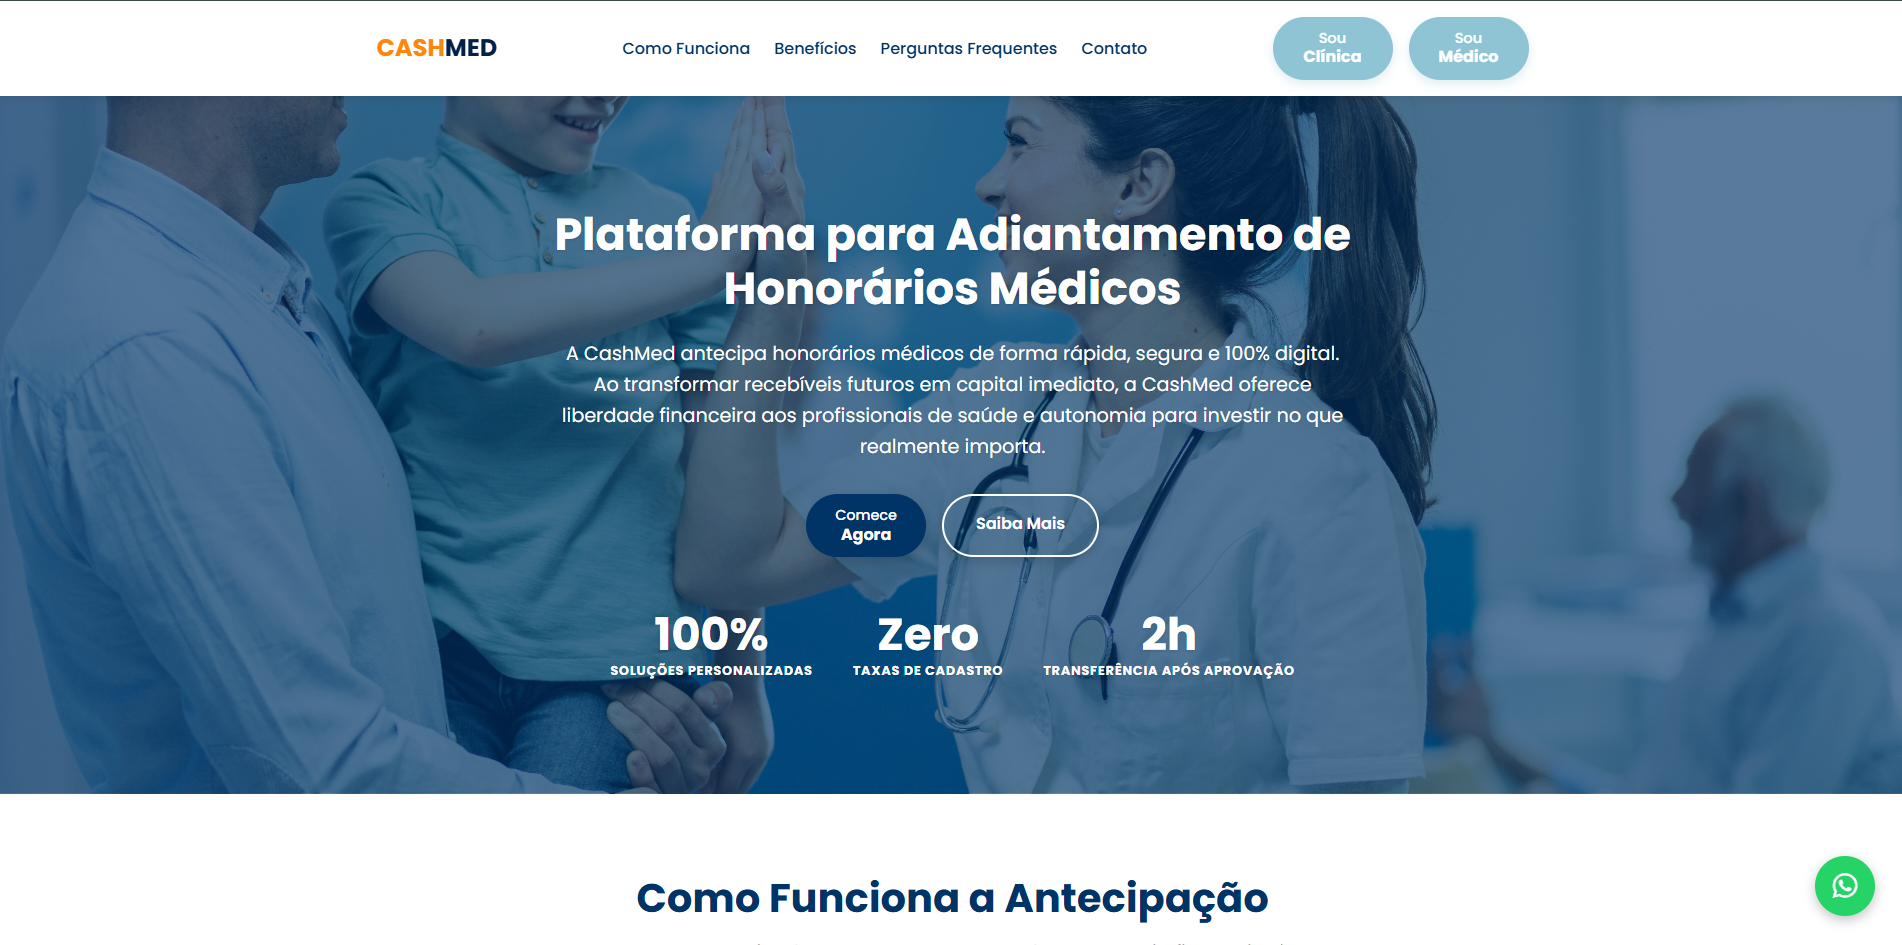 CASHMED
Como Funciona
Benefícios
Perguntas Frequentes
Contato
Sou
Clínica
Sou
Médico
Plataforma para Adiantamento de
Honorários Médicos
A CashMed antecipa honorários médicos de forma rápida, segura e 100% digital.
Ao transformar recebíveis futuros em capital imediato, a CashMed oferece
liberdade financeira aos profissionais de saúde e autonomia para investir no que
realmente importa.
Comece
Agora
Saiba Mais
100%
SOLUÇÕES PERSONALIZADAS
Zero
TAXAS DE CADASTRO
2h
TRANSFERÊNCIA APÓS APROVAÇÃO
Como Funciona a Antecipação